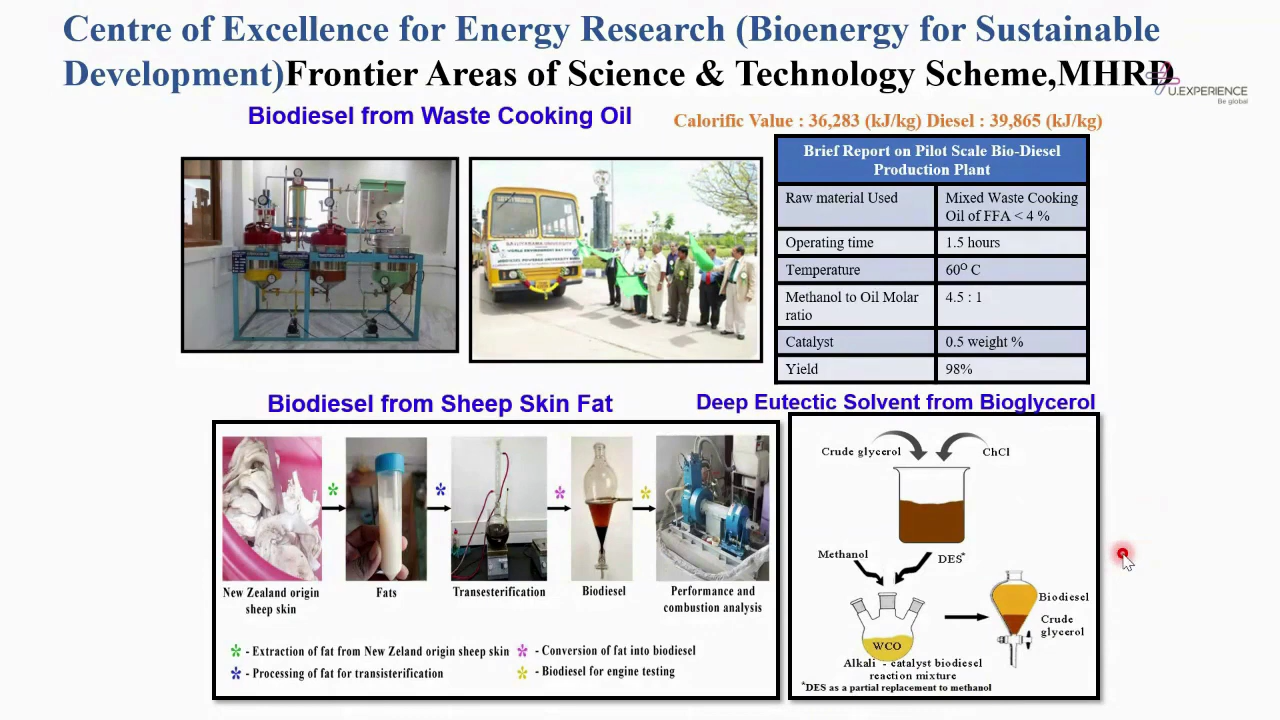 Centre of Excellence for Energy Research (Bioenergy for Sustainable
Development)Frontier Areas of Science & Technology Scheme,MHRD
U.EXPERIENCE
Be global
Biodiesel from Waste Cooking Oil
Calorific Value : 36,283 (kJ/kg) Diesel : 39,865 (kJ/kg)
Brief Report on Pilot Scale Bio-Diesel
Production Plant
Raw material Used
Mixed Waste Cooking
Oil of FFA < 4 %
Operating time
1.5 hours
Temperature
60⁰ C
Methanol to Oil Molar
ratio
4.5 : 1
Catalyst
0.5 weight %
Yield
98%
Biodiesel from Sheep Skin Fat
New Zealand origin
sheep skin
Fats
Transesterification
Biodiesel
Performance and
combustion analysis
* - Extraction of fat from New Zeland origin sheep skin
* - Conversion of fat into biodiesel
* - Processing of fat for transisterification
* - Biodiesel for engine testing
Deep Eutectic Solvent from Bioglycerol
Crude glycerol
ChCl
Methanol
DES*
WCO
Biodiesel
Crude
glycerol
Alkali - catalyst biodiesel
reaction mixture
*DES as a partial replacement to methanol